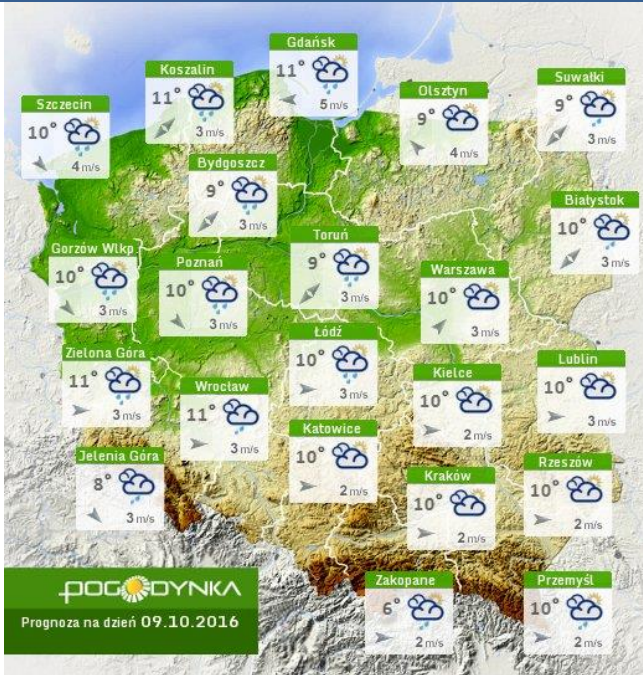 Gdańsk
11°
5 m/s
Koszalin
11°
3 m/s
Suwałki
9°
3 m/s
Olsztyn
9°
4 m/s
Szczecin
10°
4 m/s
Bydgoszcz
9°
3 m/s
Białystok
10°
3 m/s
Toruń
9°
3 m/s
Gorzów Wlkp
10°
3 m/s
Poznań
10°
3 m/s
Warszawa
10°
3 m/s
Łódź
10°
3 m/s
Zielona Góra
11°
3 m/s
Lublin
10°
3 m/s
Kielce
10°
2 m/s
Wrocław
11°
3 m/s
Katowice
10°
2 m/s
Jelenia Góra
8°
3 m/s
Rzeszów
10°
2 m/s
Kraków
10°
2 m/s
Zakopane
6°
2 m/s
Przemyśl
10°
2 m/s
POGODYNKA
Prognoza na dzień 09.10.2016